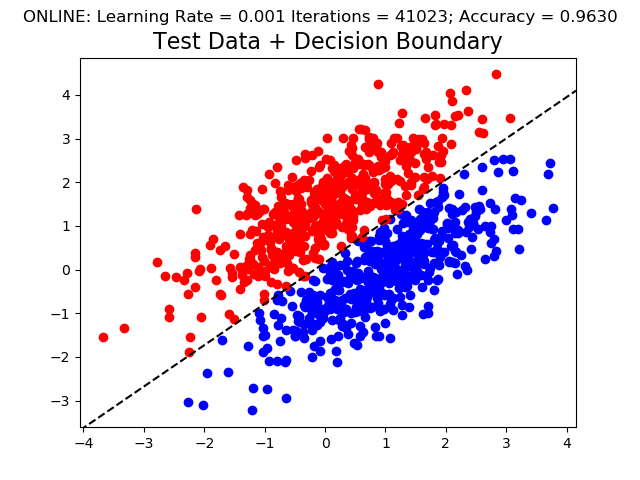 ONLINE: Learning Rate = 0.001 Iterations = 41023; Accuracy = 0.9630
Test Data + Decision Boundary
4
3
2
1
0
−1
−2
−3
−4 −3 −2 −1 0 1 2 3 4